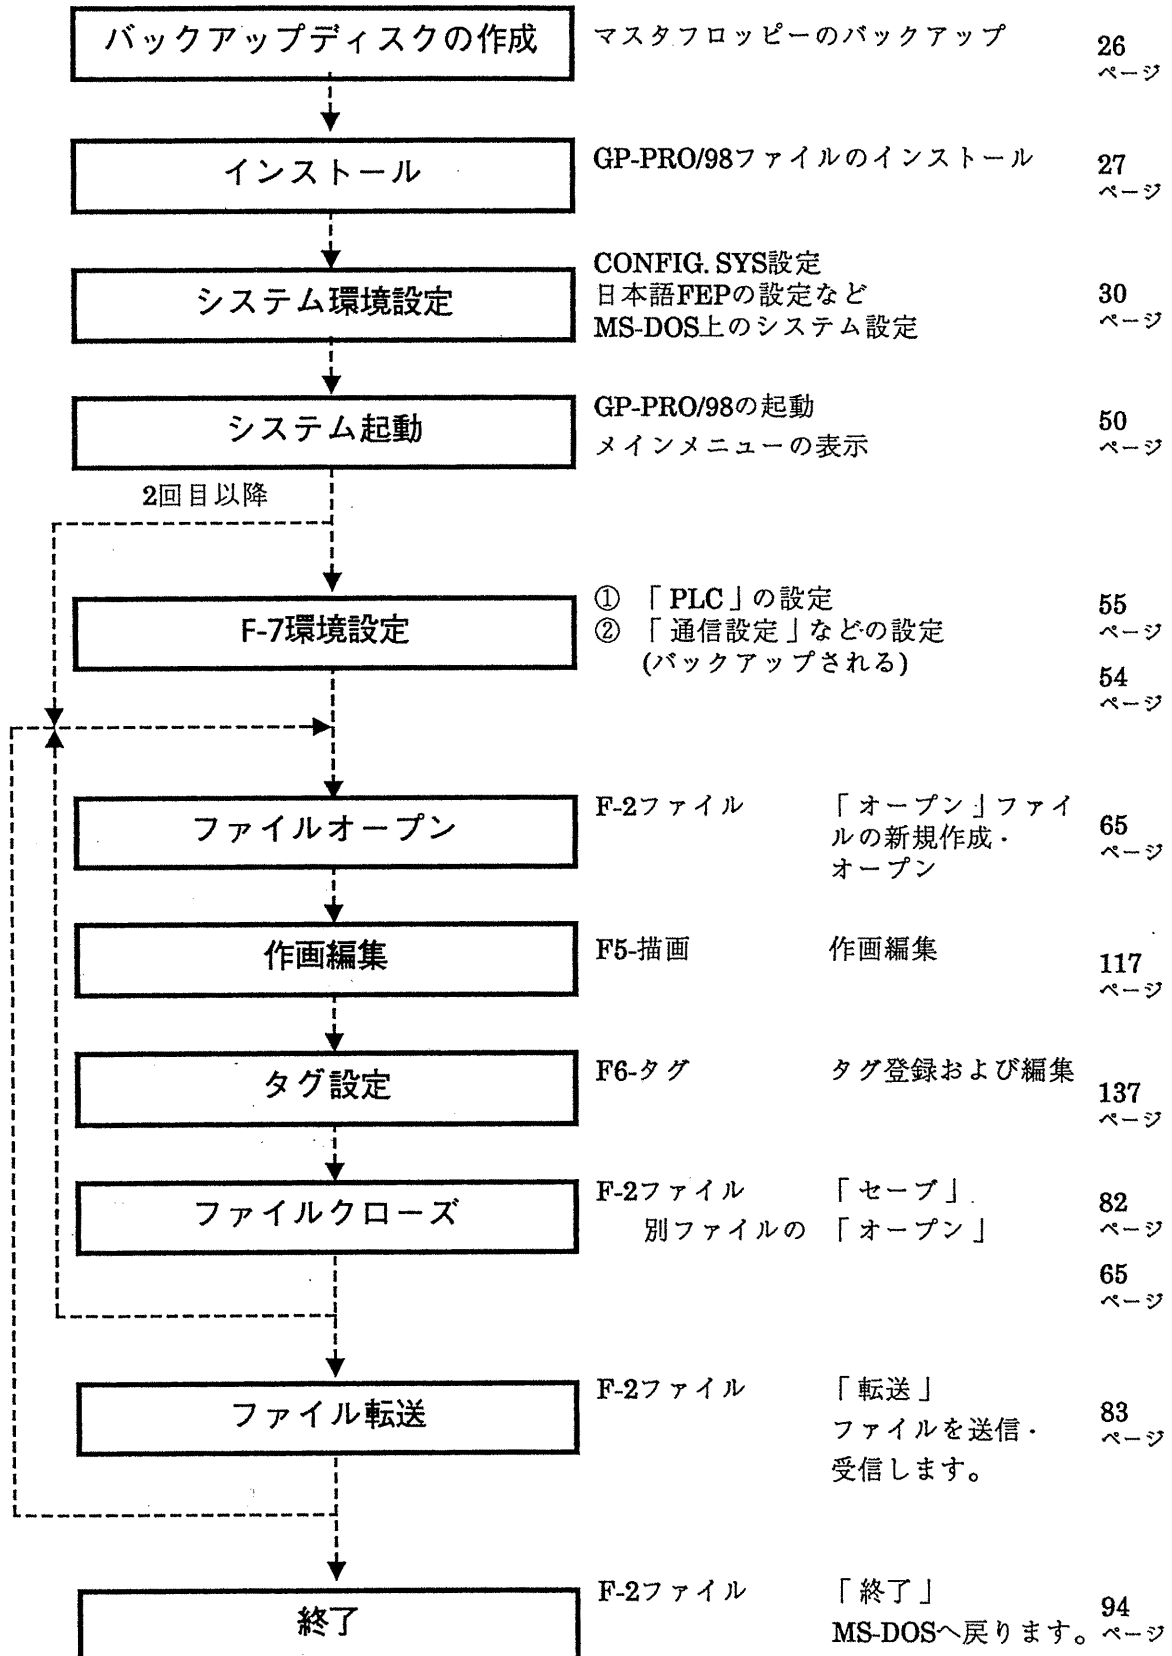 バックアップディスクの作成 マスタフロッピーのバックアップ 26
ページ
インストール GP-PRO/98ファイルのインストール 27
ページ
システム環境設定 CONFIG. SYS設定
日本語FEPの設定など 30
MS-DOS上のシステム設定 ページ
システム起動 GP-PRO/98の起動 50
メインメニューの表示 ページ
2回目以降
F-7環境設定 ① 「PLC」の設定 55
② 「通信設定」などの設定 ページ
(バックアップされる) 54
ページ
ファイルオープン F-2ファイル 「オープン」ファイ 65
ルの新規作成・ ページ
オープン
作画編集 F5-描画 作画編集 117
ページ
タグ設定 F6-タグ タグ登録および編集 137
ページ
ファイルクローズ F-2ファイル 「セーブ」 82
別ファイルの 「オープン」 ページ
65
ページ
ファイル転送 F-2ファイル 「転送」 83
ファイルを送信・ ページ
受信します。
終了 F-2ファイル 「終了」 94
MS-DOSへ戻ります。 ページ